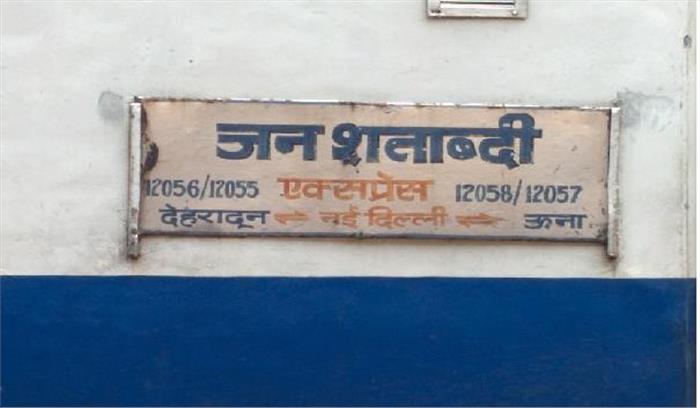 जन शताब्दी
12056/12055 एक्सप्रेस 12058/12057
देहरादून ⇔ नई दिल्ली ⇔ ऊना